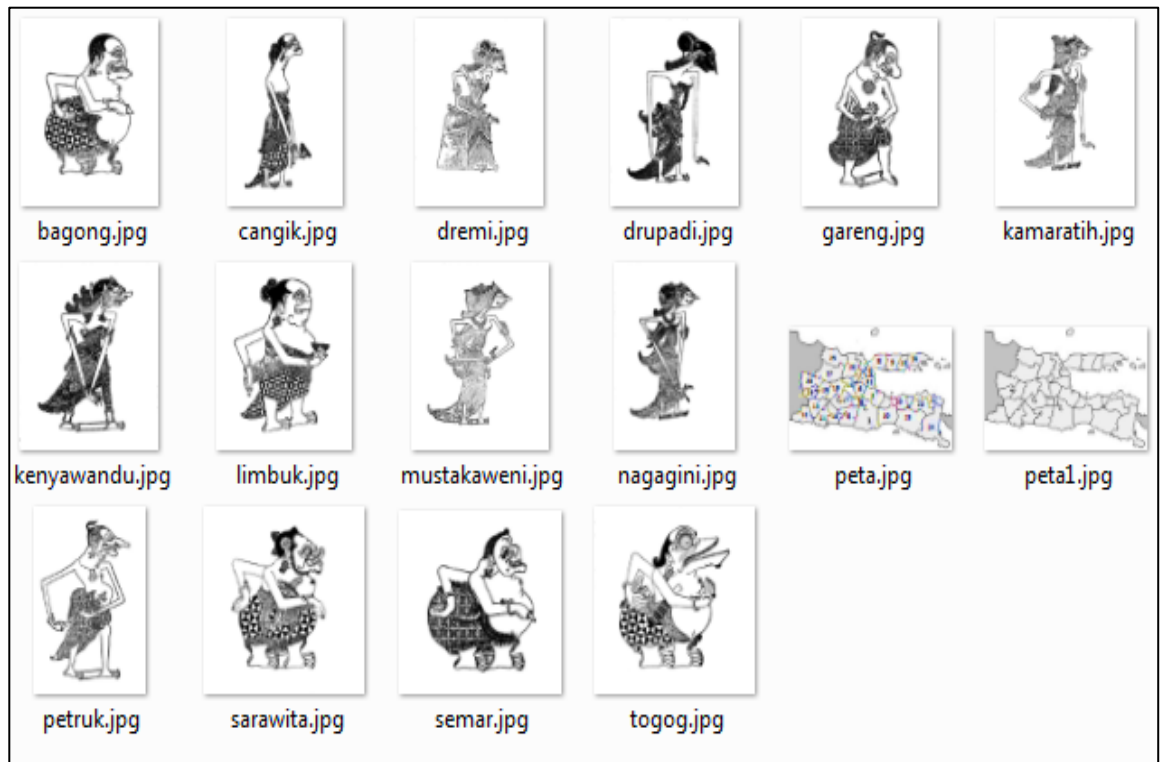 bagong.jpg cangik.jpg dremi.jpg drupadi.jpg gareng.jpg kamaratih.jpg
kenyawandu.jpg limbuk.jpg mustakaweni.jpg nagagini.jpg peta.jpg peta1.jpg
petruk.jpg sarawita.jpg semar.jpg togog.jpg